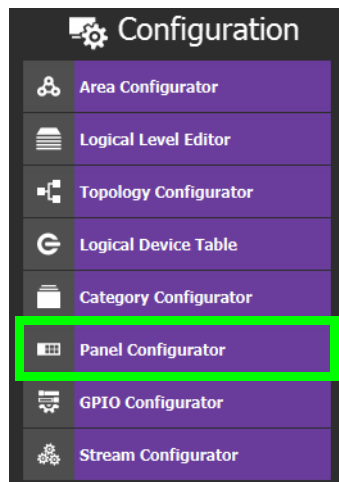 Configuration
Area Configurator
Logical Level Editor
Topology Configurator
Logical Device Table
Category Configurator
Panel Configurator
GPIO Configurator
Stream Configurator